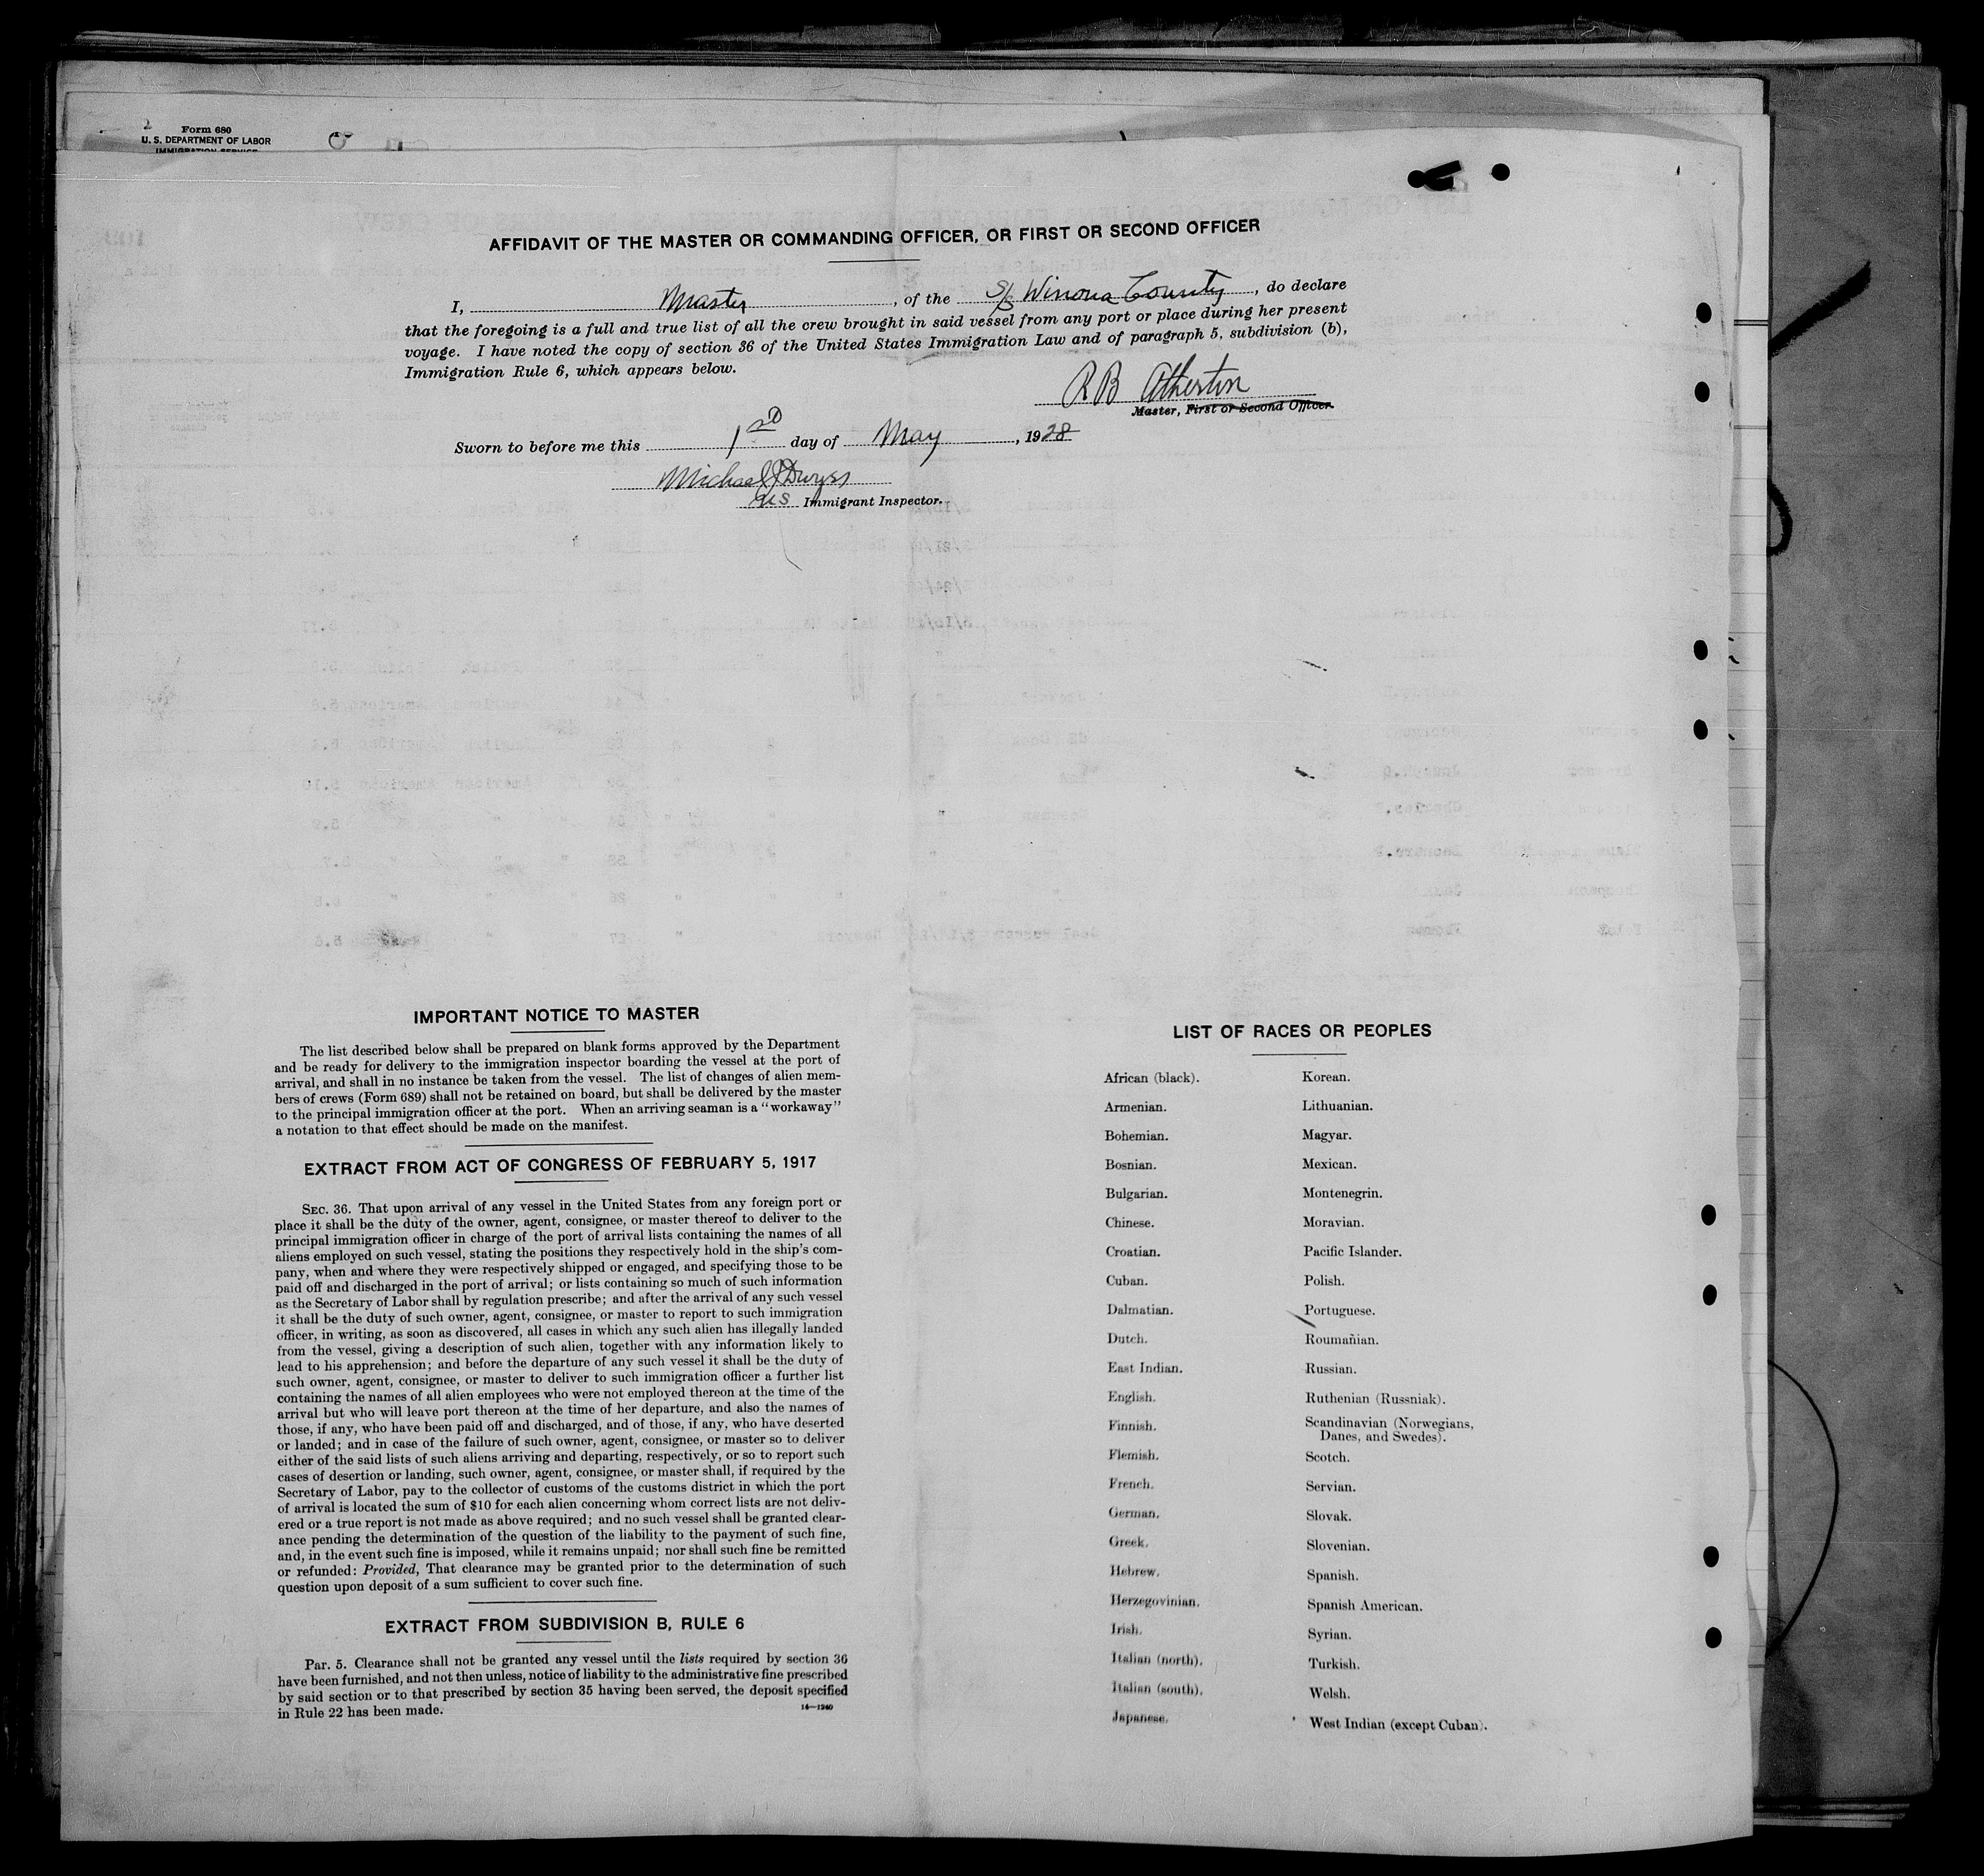 Form 680
U. S. DEPARTMENT OF LABOR
IMMIGRATION SERVICE
AFFIDAVIT OF THE MASTER OR COMMANDING OFFICER, OR FIRST OR SECOND OFFICER
I, Master, of the S/S Winona County, do declare
that the foregoing is a full and true list of all the crew brought in said vessel from any port or place during her present
voyage. I have noted the copy of section 36 of the United States Immigration Law and of paragraph 5, subdivision (b),
Immigration Rule 6, which appears below.
R B Atherton
Master, First or Second Officer.
Sworn to before me this 1st day of May, 1928
Michael J Dwyer
US Immigrant Inspector.
IMPORTANT NOTICE TO MASTER
The list described below shall be prepared on blank forms approved by the Department
and be ready for delivery to the immigration inspector boarding the vessel at the port of
arrival, and shall in no instance be taken from the vessel. The list of changes of alien mem-
bers of crews (Form 689) shall not be retained on board, but shall be delivered by the master
to the principal immigration officer at the port. When an arriving seaman is a "workaway"
a notation to that effect should be made on the manifest.
EXTRACT FROM ACT OF CONGRESS OF FEBRUARY 5, 1917
SEC. 36. That upon arrival of any vessel in the United States from any foreign port or
place it shall be the duty of the owner, agent, consignee, or master thereof to deliver to the
principal immigration officer in charge of the port of arrival lists containing the names of all
aliens employed on such vessel, stating the positions they respectively hold in the ship's com-
pany, when and where they were respectively shipped or engaged, and specifying those to be
paid off and discharged in the port of arrival; or lists containing so much of such information
as the Secretary of Labor shall by regulation prescribe; and after the arrival of any such vessel
it shall be the duty of such owner, agent, consignee, or master to report to such immigration
officer, in writing, as soon as discovered, all cases in which any such alien has illegally landed
from the vessel, giving a description of such alien, together with any information likely to
lead to his apprehension; and before the departure of any such vessel it shall be the duty of
such owner, agent, consignee, or master to deliver to such immigration officer a further list
containing the names of all alien employees who were not employed thereon at the time of the
arrival but who will leave port thereon at the time of her departure, and also the names of
those, if any, who have been paid off and discharged, and of those, if any, who have deserted
or landed; and in case of the failure of such owner, agent, consignee, or master so to deliver
either of the said lists of such aliens arriving and departing, respectively, or so to report such
cases of desertion or landing, such owner, agent, consignee, or master shall, if required by the
Secretary of Labor, pay to the collector of customs of the customs district in which the port
of arrival is located the sum of $10 for each alien concerning whom correct lists are not deliv-
ered or a true report is not made as above required; and no such vessel shall be granted clear-
ance pending the determination of the question of the liability to the payment of such fine,
and, in the event such fine is imposed, while it remains unpaid; nor shall such fine be remitted
or refunded: Provided, That clearance may be granted prior to the determination of such
question upon deposit of a sum sufficient to cover such fine.
EXTRACT FROM SUBDIVISION B, RULE 6
Par. 5. Clearance shall not be granted any vessel until the lists required by section 36
have been furnished, and not then unless, notice of liability to the administrative fine prescribed
by said section or to that prescribed by section 35 having been served, the deposit specified
in Rule 22 has been made.
14—1240
LIST OF RACES OR PEOPLES
African (black).
Armenian.
Bohemian.
Bosnian.
Bulgarian.
Chinese.
Croatian.
Cuban.
Dalmatian.
Dutch.
East Indian.
English.
Finnish.
Flemish.
French.
German.
Greek.
Hebrew.
Herzegovinian.
Irish.
Italian (north).
Italian (south).
Japanese.
Korean.
Lithuanian.
Magyar.
Mexican.
Montenegrin.
Moravian.
Pacific Islander.
Polish.
Portuguese.
Roumañian.
Russian.
Ruthenian (Russniak).
Scandinavian (Norwegians,
Danes, and Swedes).
Scotch.
Servian.
Slovak.
Slovenian.
Spanish.
Spanish American.
Syrian.
Turkish.
Welsh.
West Indian (except Cuban).